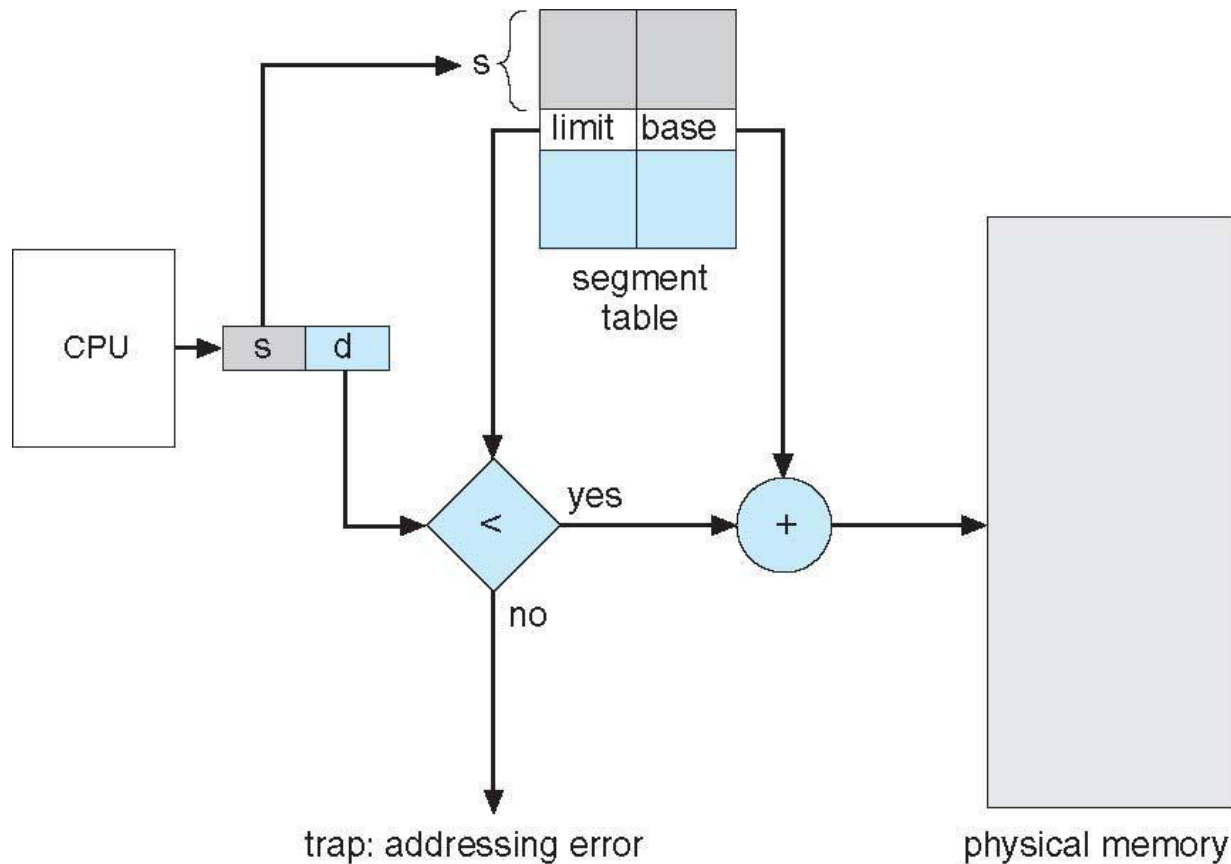 s
limit base
segment
table
CPU
s d
<
yes
+
no
trap: addressing error
physical memory